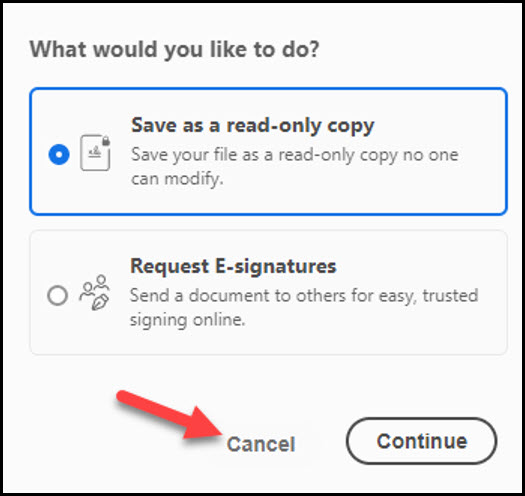 What would you like to do?
Save as a read-only copy
Save your file as a read-only copy no one
can modify.
Request E-signatures
Send a document to others for easy, trusted
signing online.
Cancel
Continue